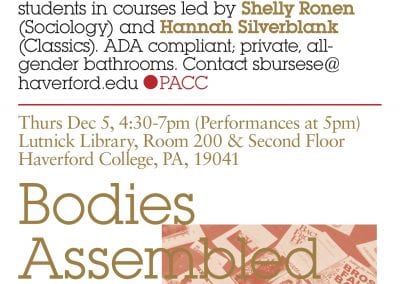 students in courses led by Shelly Ronen
(Sociology) and Hannah Silverblank
(Classics). ADA compliant; private, all-
gender bathrooms. Contact sbursese@
haverford.edu ●PACC
Thurs Dec 5, 4:30-7pm (Performances at 5pm)
Lutnick Library, Room 200 & Second Floor
Haverford College, PA, 19041
Bodies
Assembled